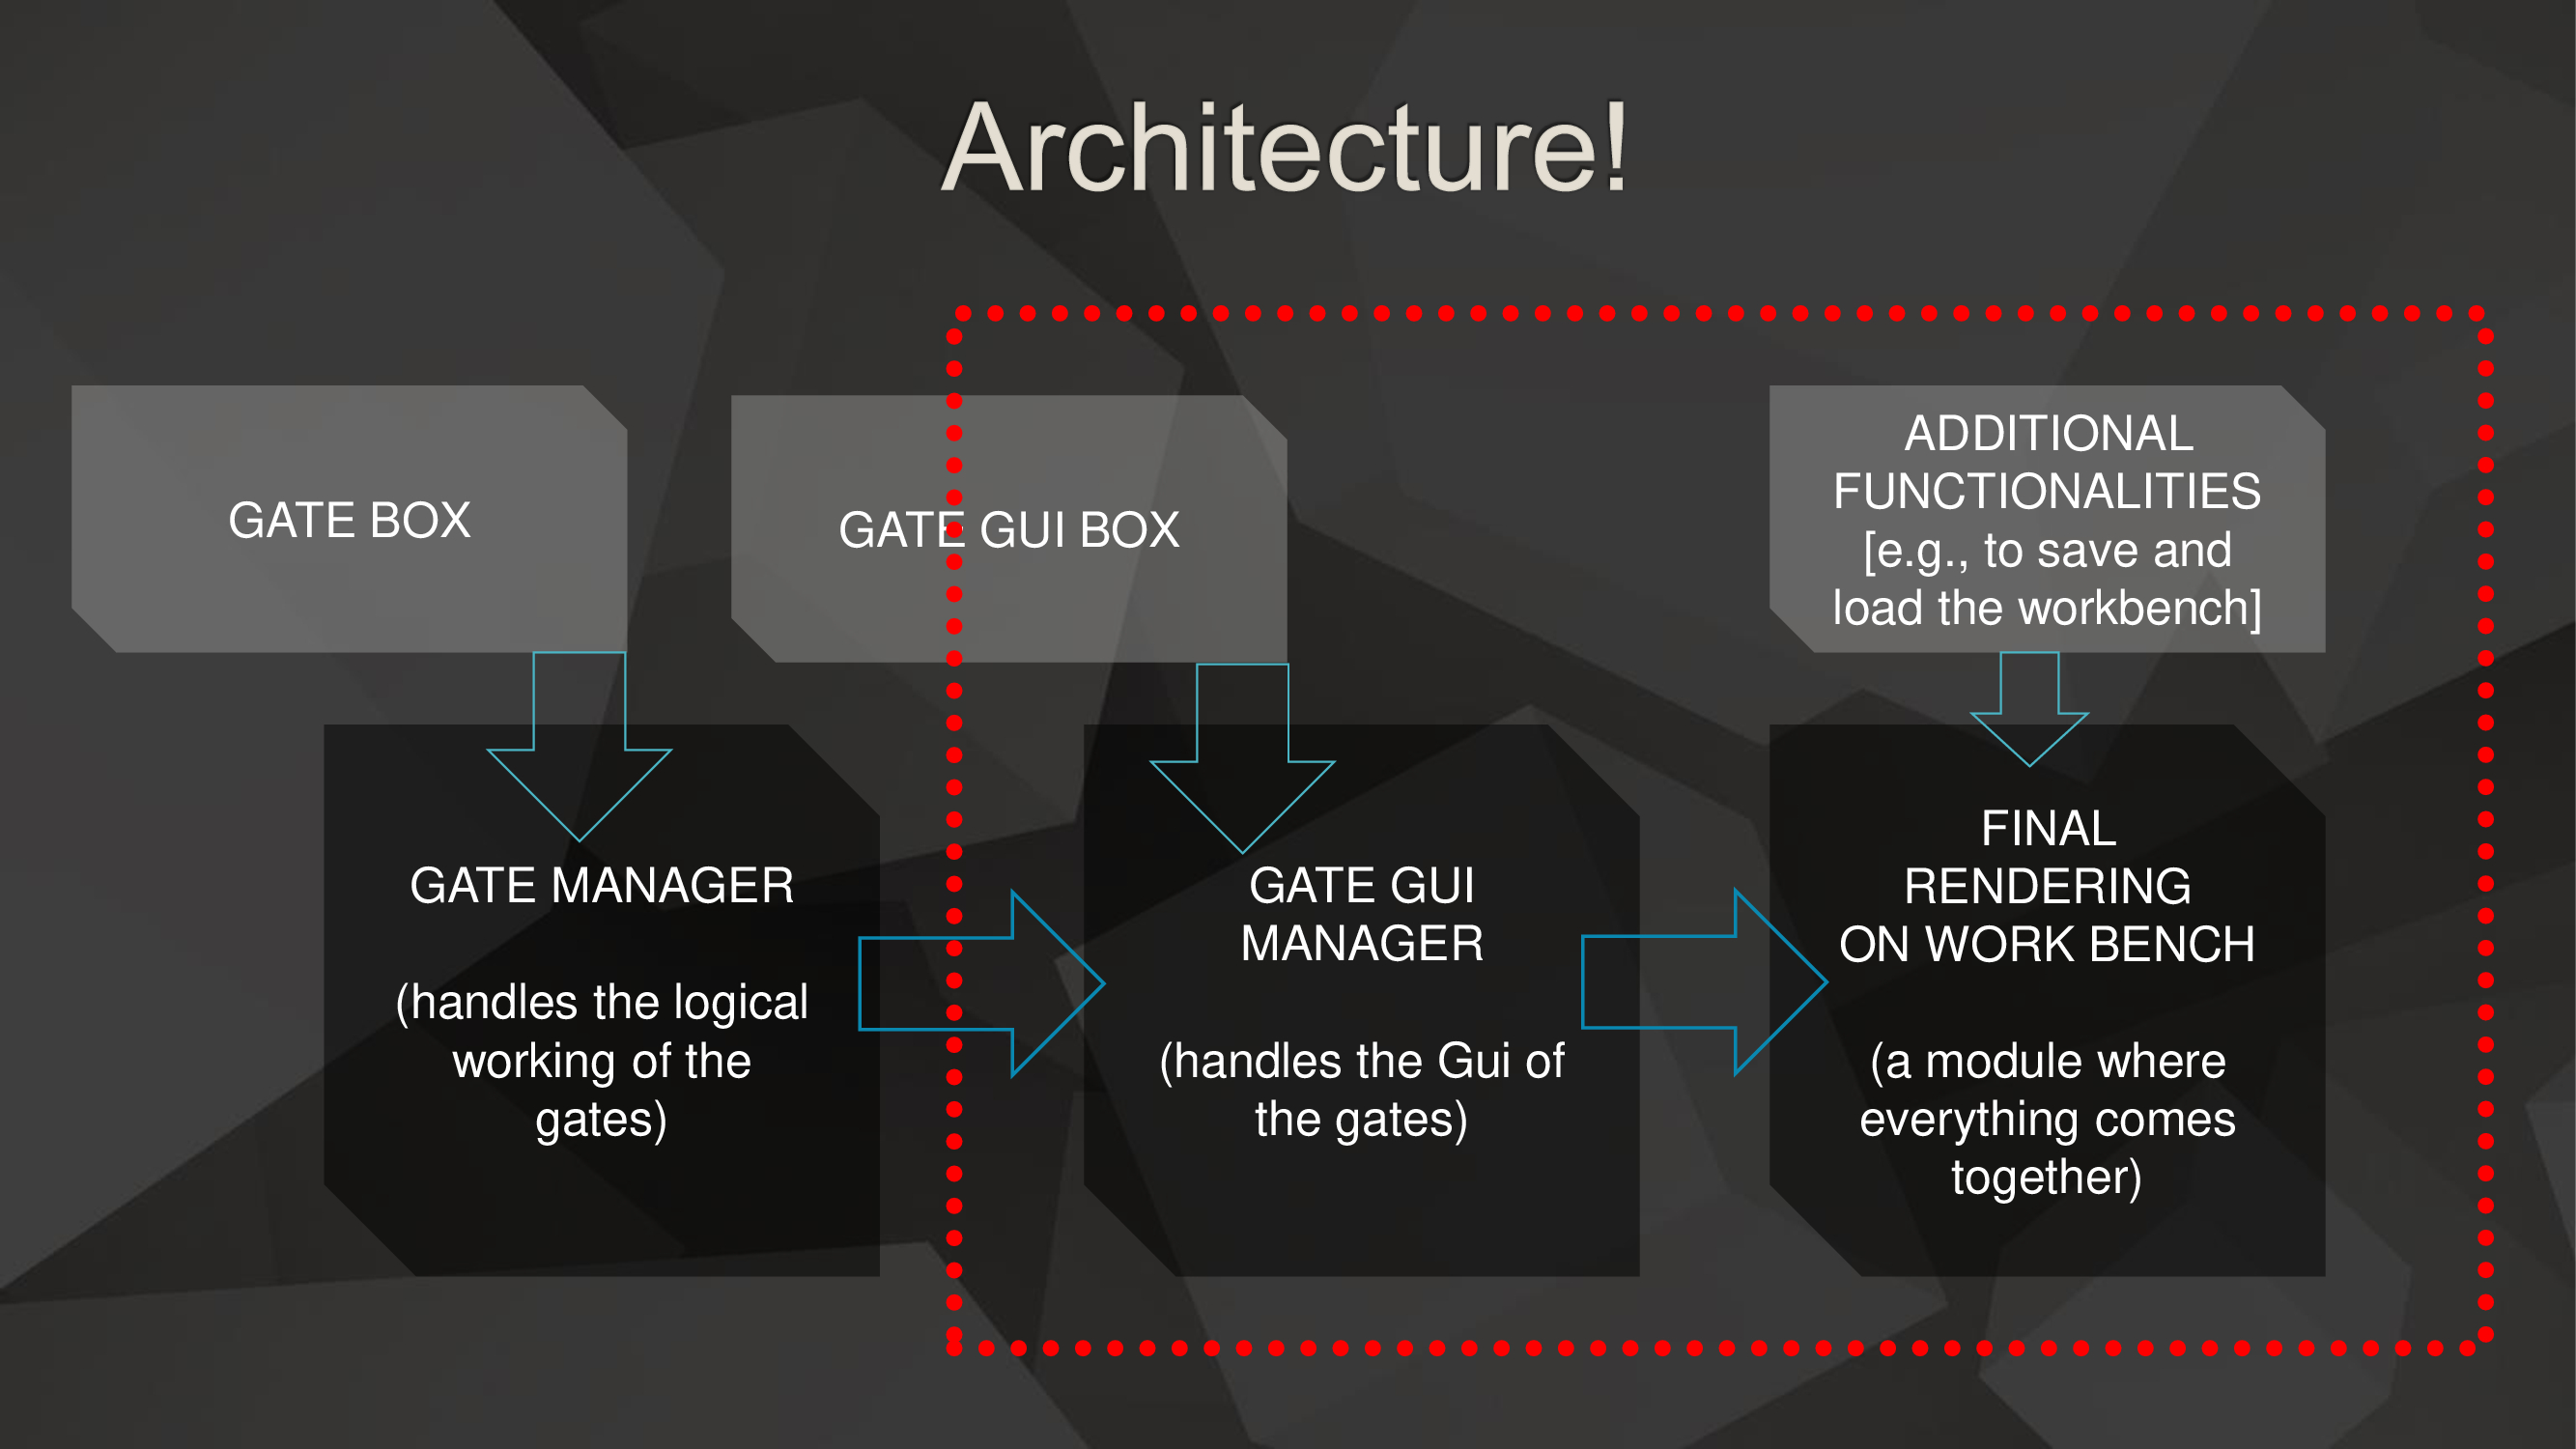 Architecture!
GATE BOX
GATE GUI BOX
ADDITIONAL
FUNCTIONALITIES
[e.g., to save and
load the workbench]
GATE MANAGER
(handles the logical
working of the
gates)
GATE GUI
MANAGER
(handles the Gui of
the gates)
FINAL
RENDERING
ON WORK BENCH
(a module where
everything comes
together)